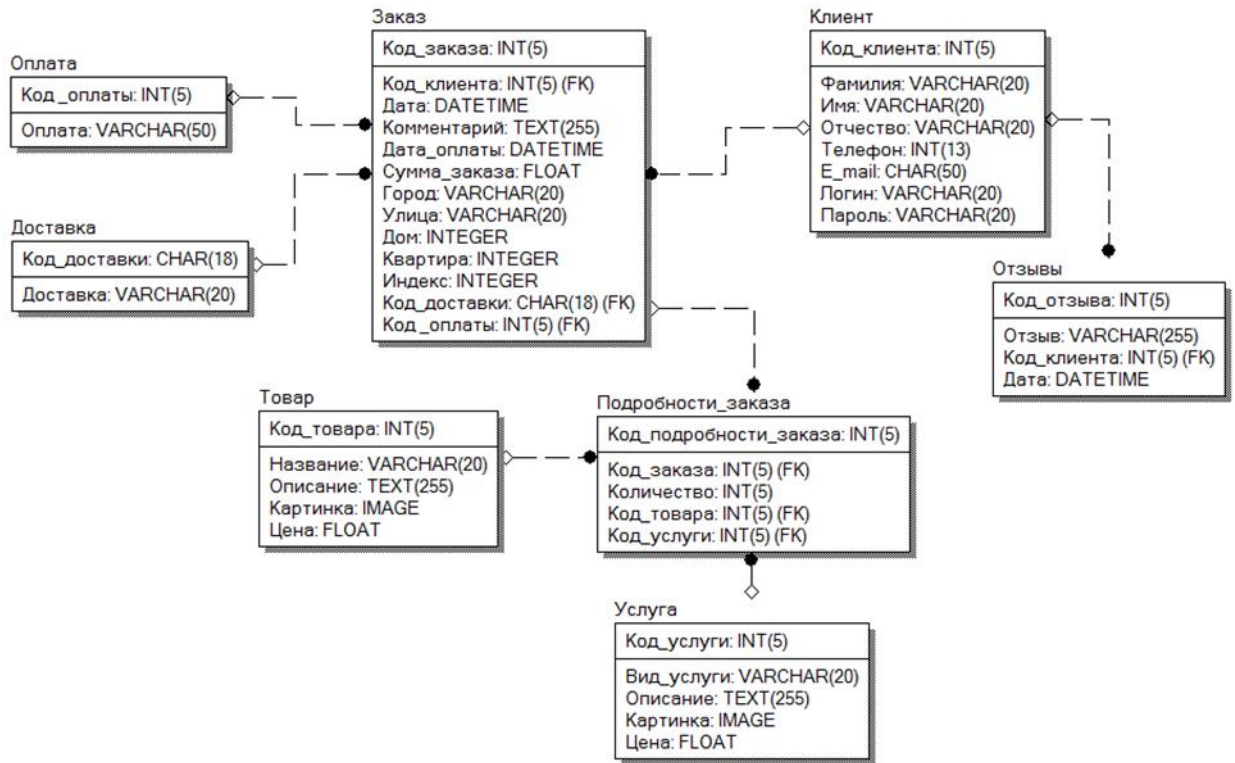 Оплата
Код_оплаты: INT(5)
Оплата: VARCHAR(50)
Доставка
Код_доставки: CHAR(18)
Доставка: VARCHAR(20)
Заказ
Код_заказа: INT(5)
Код_клиента: INT(5) (FK)
Дата: DATETIME
Комментарий: TEXT(255)
Дата_оплаты: DATETIME
Сумма_заказа: FLOAT
Город: VARCHAR(20)
Улица: VARCHAR(20)
Дом: INTEGER
Квартира: INTEGER
Индекс: INTEGER
Код_доставки: CHAR(18) (FK)
Код_оплаты: INT(5) (FK)
Клиент
Код_клиента: INT(5)
Фамилия: VARCHAR(20)
Имя: VARCHAR(20)
Отчество: VARCHAR(20)
Телефон: INT(13)
E_mail: CHAR(50)
Логин: VARCHAR(20)
Пароль: VARCHAR(20)
Отзывы
Код_отзыва: INT(5)
Отзыв: VARCHAR(255)
Код_клиента: INT(5) (FK)
Дата: DATETIME
Товар
Код_товара: INT(5)
Название: VARCHAR(20)
Описание: TEXT(255)
Картинка: IMAGE
Цена: FLOAT
Подробности_заказа
Код_подробности_заказа: INT(5)
Код_заказа: INT(5) (FK)
Количество: INT(5)
Код_товара: INT(5) (FK)
Код_услуги: INT(5) (FK)
Услуга
Код_услуги: INT(5)
Вид_услуги: VARCHAR(20)
Описание: TEXT(255)
Картинка: IMAGE
Цена: FLOAT